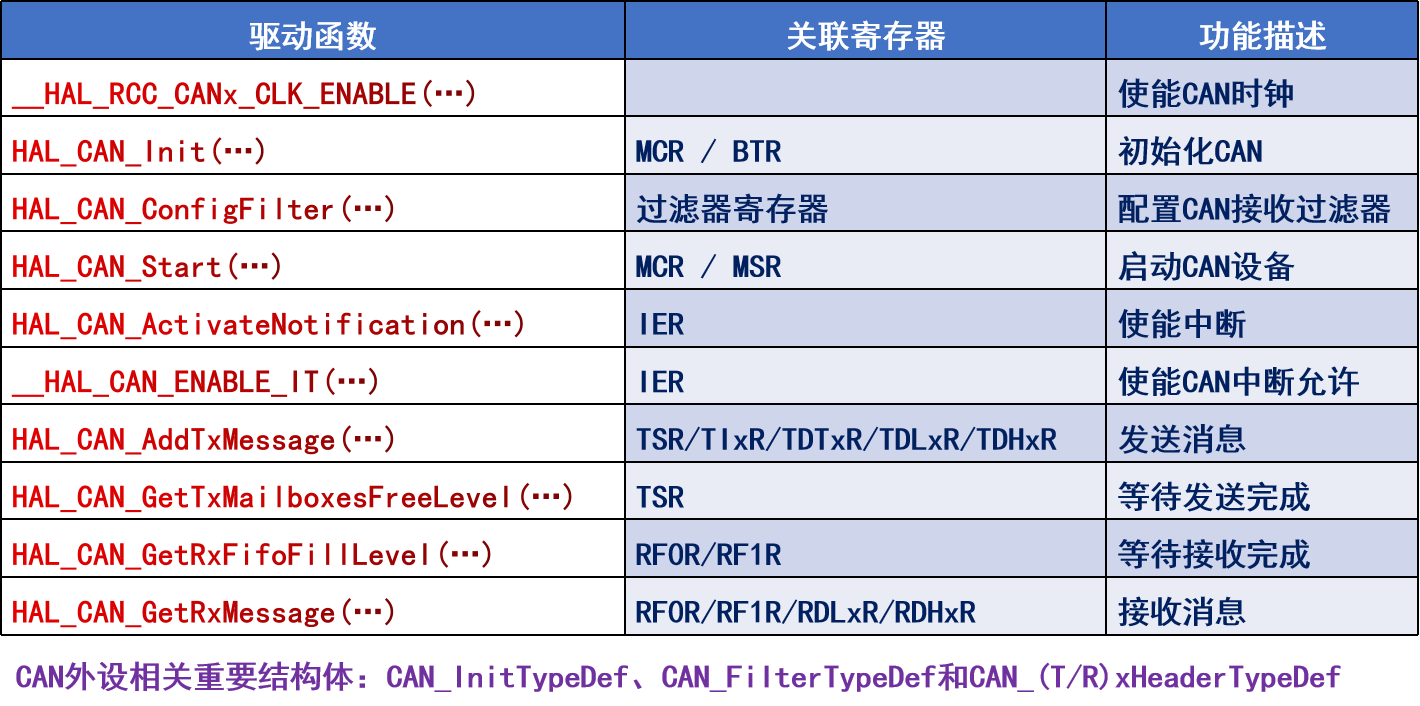 驱动函数 关联寄存器 功能描述
__HAL_RCC_CANx_CLK_ENABLE(…) 使能CAN时钟
HAL_CAN_Init(…) MCR / BTR 初始化CAN
HAL_CAN_ConfigFilter(…) 过滤器寄存器 配置CAN接收过滤器
HAL_CAN_Start(…) MCR / MSR 启动CAN设备
HAL_CAN_ActivateNotification(…) IER 使能中断
__HAL_CAN_ENABLE_IT(…) IER 使能CAN中断允许
HAL_CAN_AddTxMessage(…) TSR/TIxR/TDTxR/TDLxR/TDHxR 发送消息
HAL_CAN_GetTxMailboxesFreeLevel(…) TSR 等待发送完成
HAL_CAN_GetRxFifoFillLevel(…) RF0R/RF1R 等待接收完成
HAL_CAN_GetRxMessage(…) RF0R/RF1R/RDLxR/RDHxR 接收消息
CAN外设相关重要结构体：CAN_InitTypeDef、CAN_FilterTypeDef和CAN_(T/R)xHeaderTypeDef